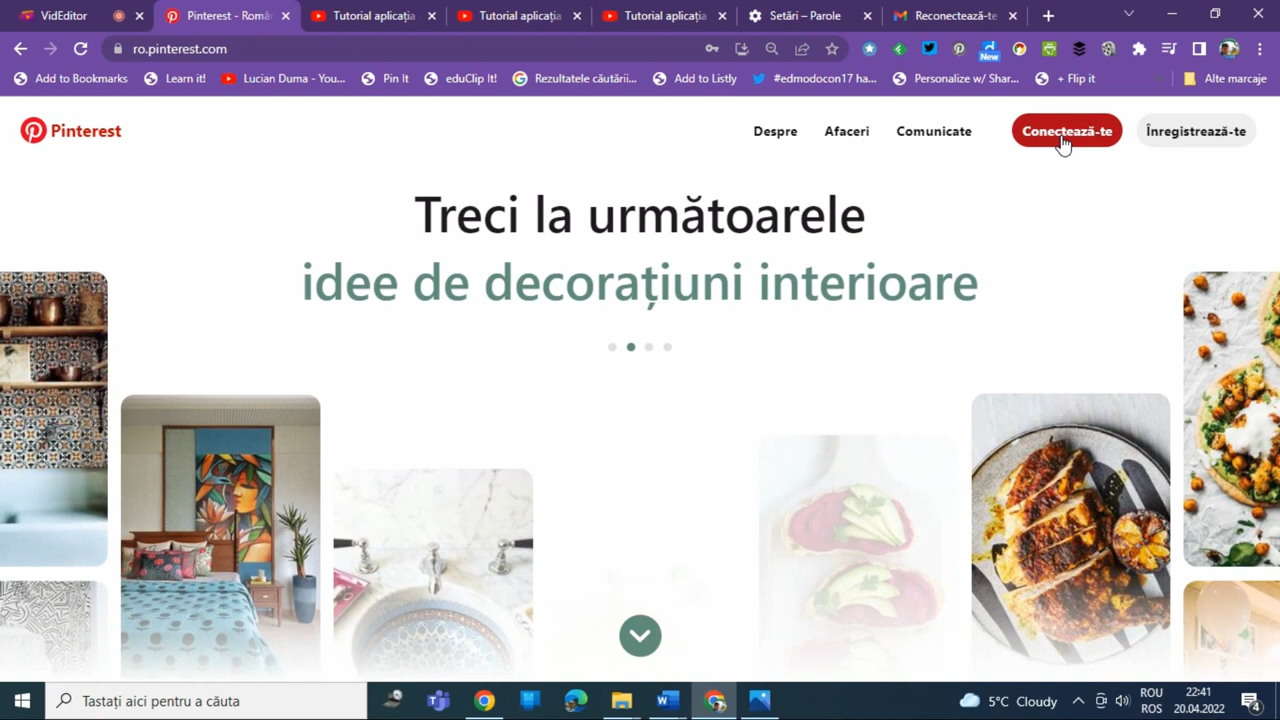 VidEditor
Pinterest - Româ
Tutorial aplicația
Tutorial aplicația
Tutorial aplicația
Setări – Parole
Reconectează-te
ro.pinterest.com
New
Add to Bookmarks
Learn it!
Lucian Duma - You...
Pin It
eduClip It!
Rezultatele căutării...
Add to Listly
#edmodocon17 ha...
Personalize w/ Shar...
+ Flip it
Alte marcaje
Pinterest
Despre
Afaceri
Comunicate
Conectează-te
Înregistrează-te
Treci la următoarele
idee de decorațiuni interioare
Tastați aici pentru a căuta
5°C Cloudy
ROU
ROS
22:41
20.04.2022
4